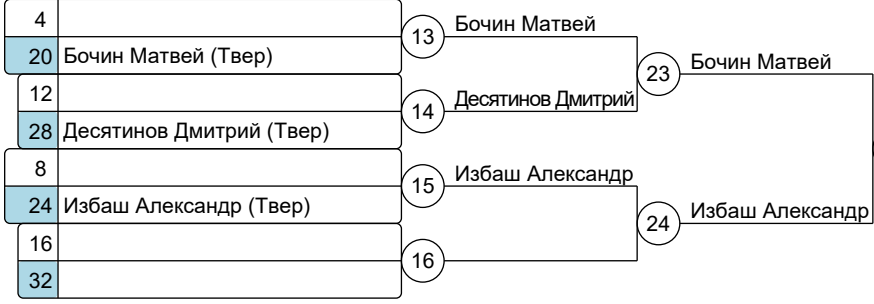 4
20 Бочин Матвей (Твер)
12
28 Десятинов Дмитрий (Твер)
8
24 Избаш Александр (Твер)
16
32
13
14
15
16
Бочин Матвей
Десятинов Дмитрий
Избаш Александр
23
24
Бочин Матвей
Избаш Александр